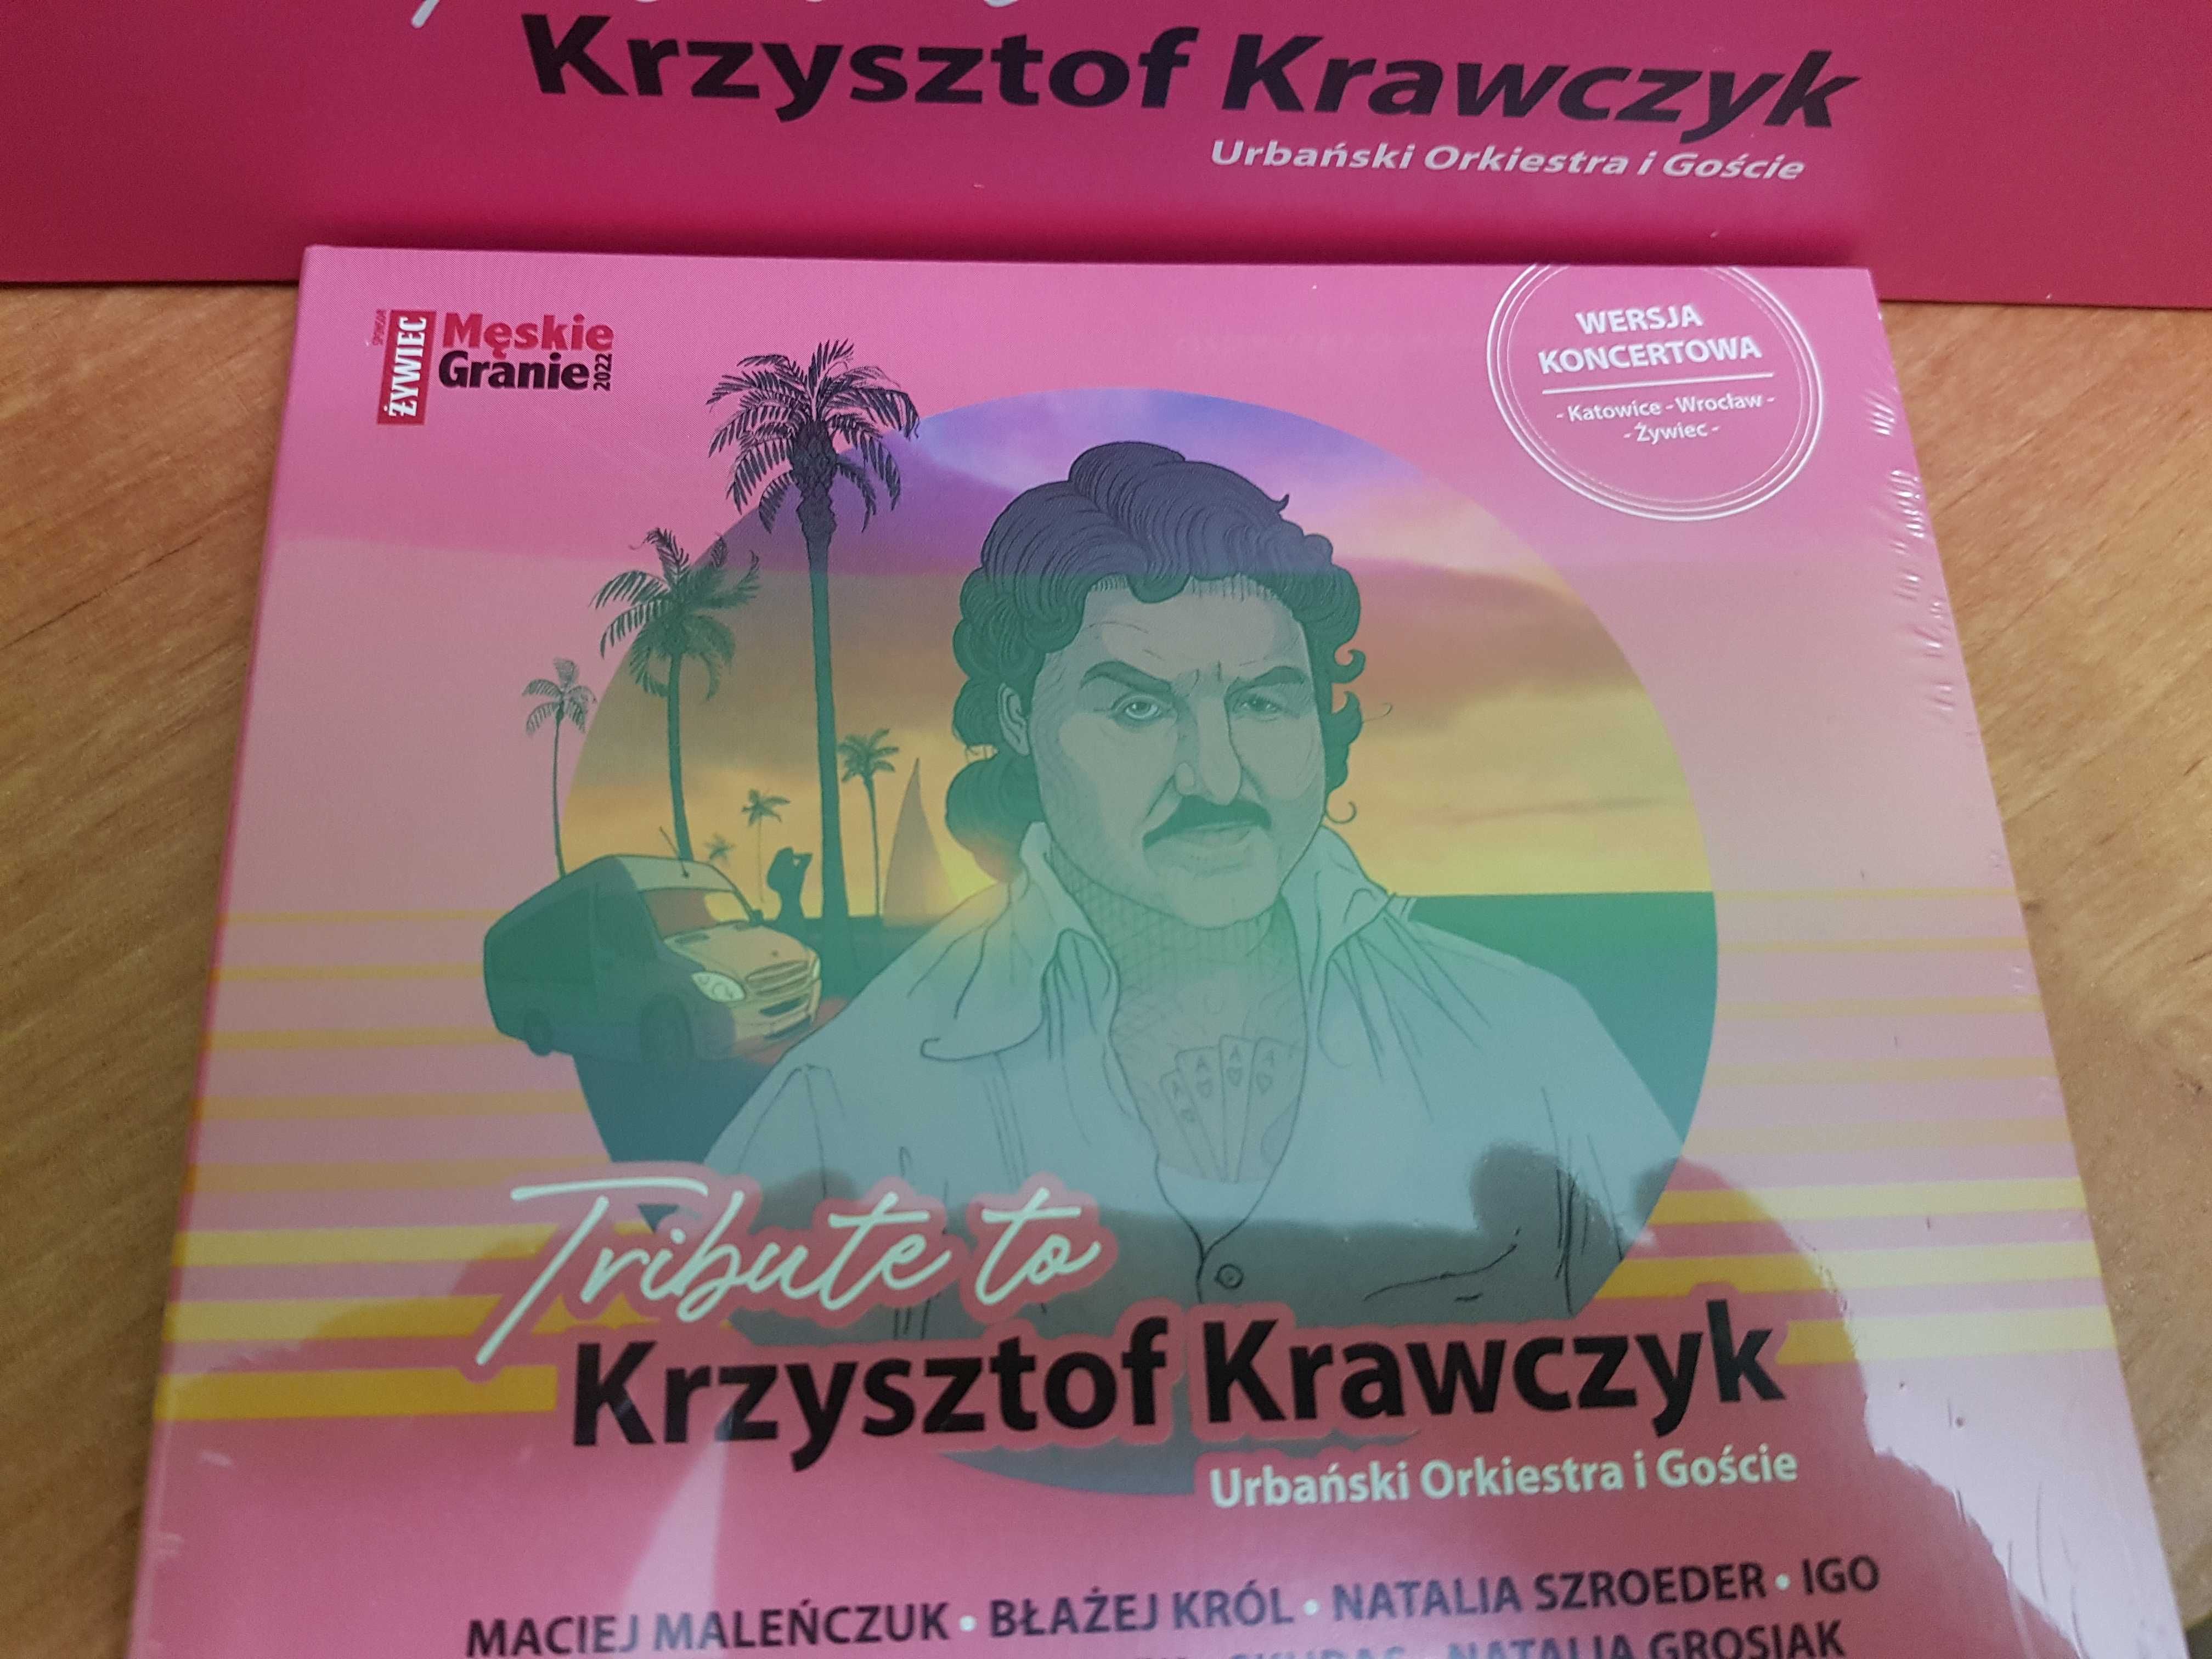 Krzysztof Krawczyk
Urbański Orkiestra i Goście
SPONSOR
ŻYWIEC
Męskie
Granie
2022
WERSJA
KONCERTOWA
- Katowice - Wrocław -
- Żywiec -
A A A A
Tribute to
Krzysztof Krawczyk
Urbański Orkiestra i Goście
MACIEJ MALEŃCZUK • BŁAŻEJ KRÓL • NATALIA SZROEDER • IGO
NATALIA GROSIAK